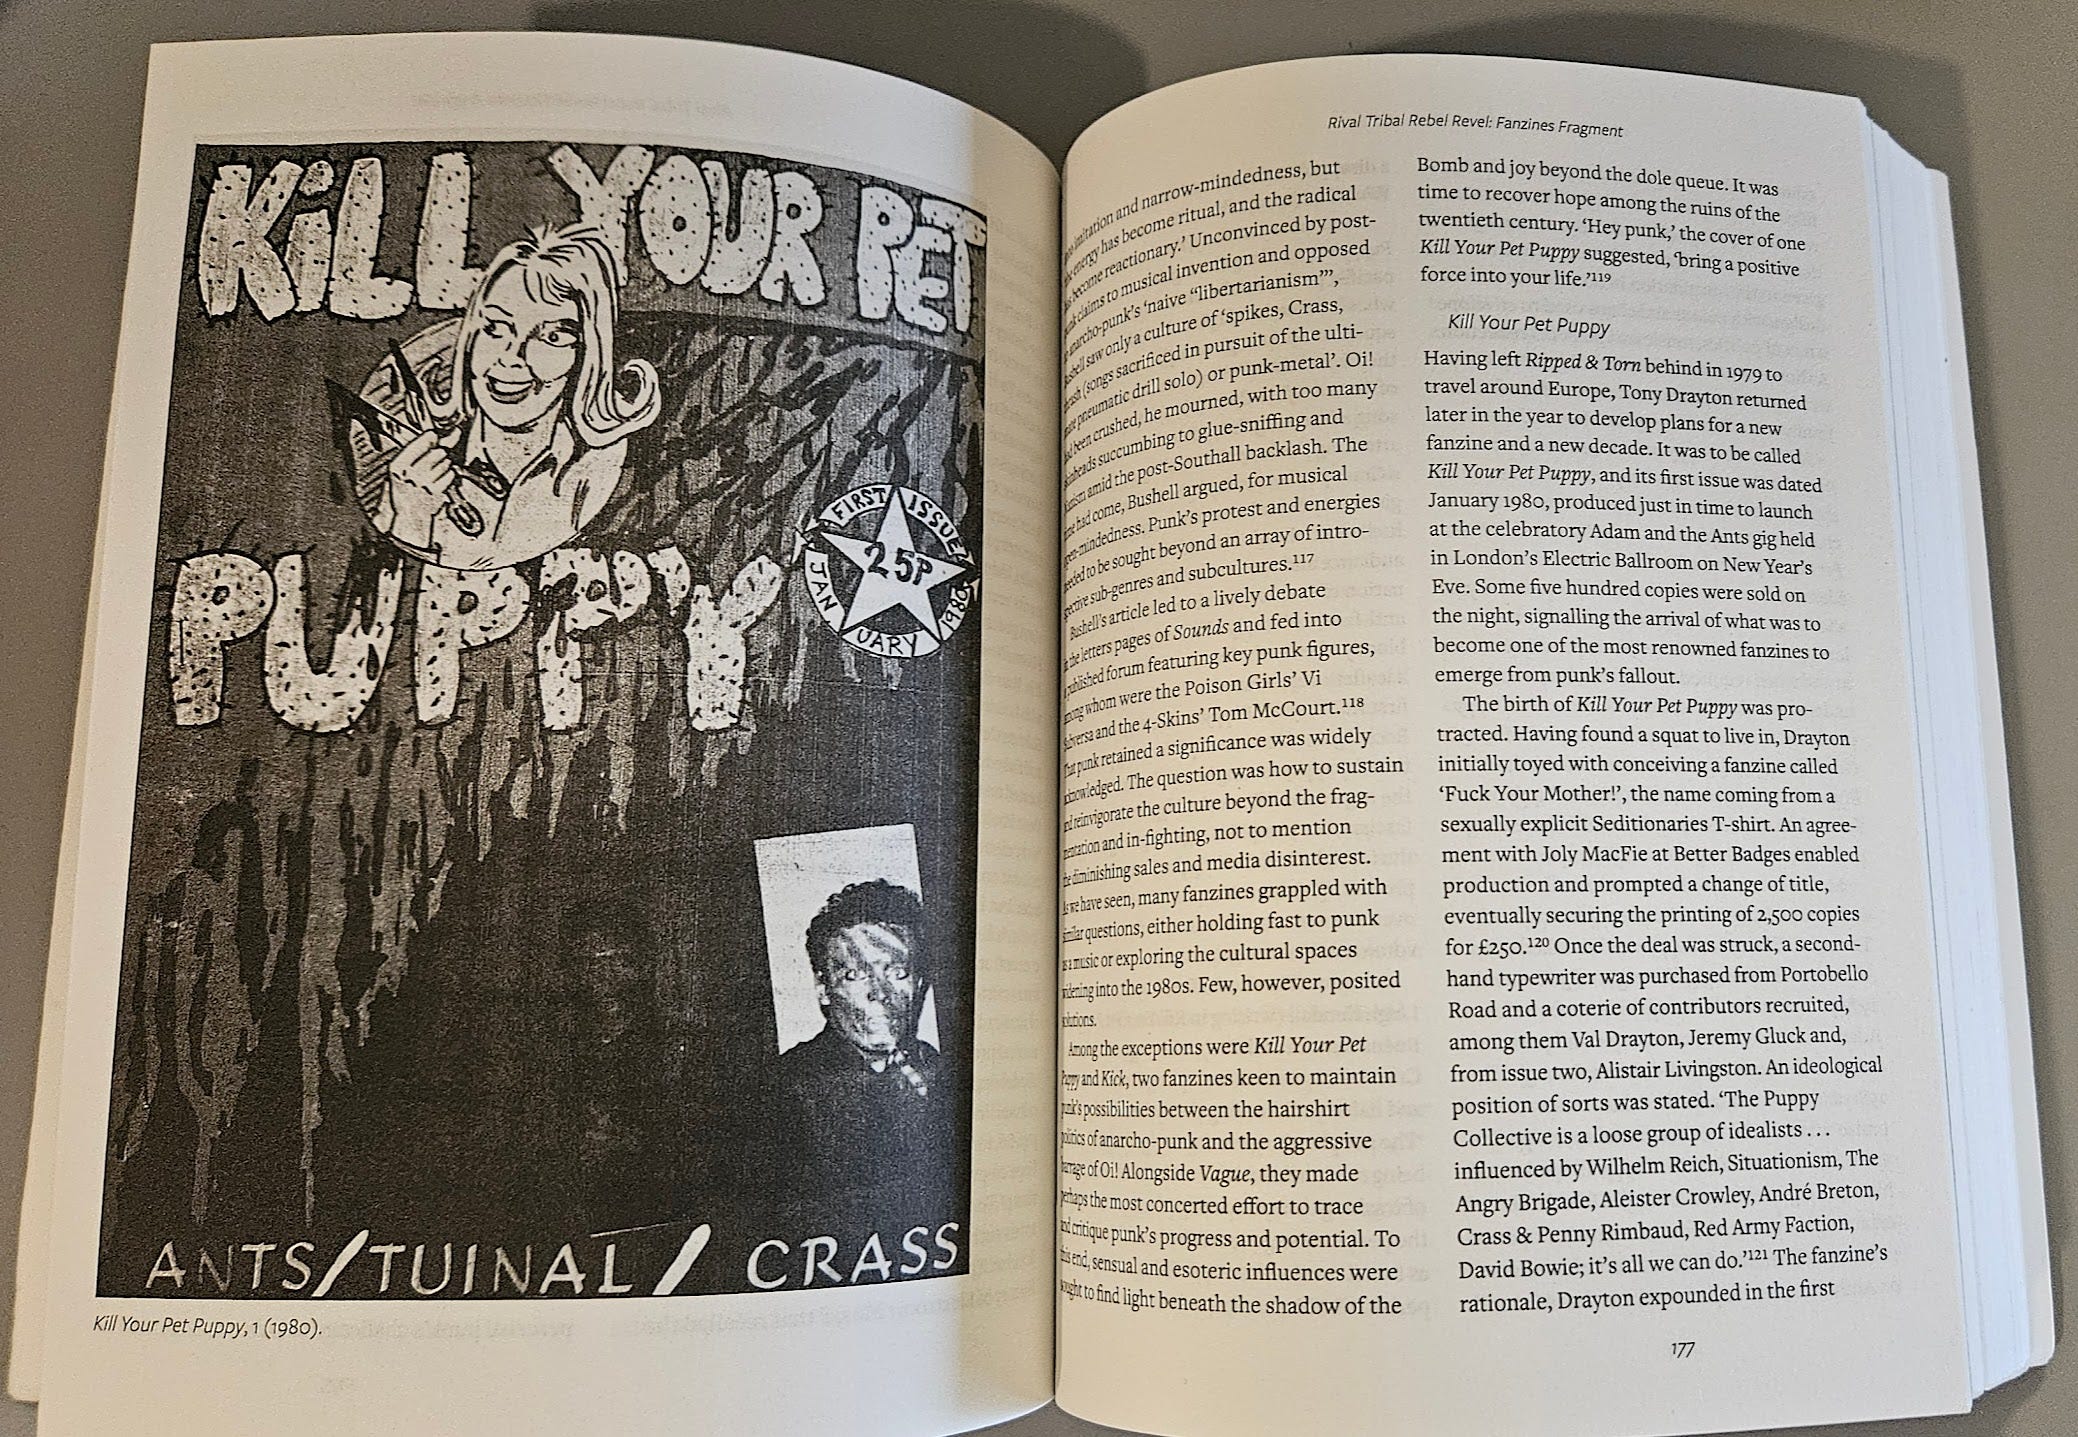 KiLL YOUR PET
PUPPY
FIRST ISSUE
25P
JAN
UARY
1980
ANTS/TUINAL/CRASS
Kill Your Pet Puppy, 1 (1980).
Rival Tribal Rebel Revel: Fanzines Fragment
imitation and narrow-mindedness, but
energy has become ritual, and the radical
become reactionary.’ Unconvinced by post-
claims to musical invention and opposed
anarcho-punk’s ‘naive “libertarianism”’,
Bushell saw only a culture of ‘spikes, Crass,
thrash (songs sacrificed in pursuit of the ulti-
mate pneumatic drill solo) or punk-metal’. Oi!
had been crushed, he mourned, with too many
skinheads succumbing to glue-sniffing and
amid the post-Southall backlash. The
time had come, Bushell argued, for musical
open-mindedness. Punk’s protest and energies
needed to be sought beyond an array of intro-
spective sub-genres and subcultures.117
Bushell’s article led to a lively debate
in the letters pages of Sounds and fed into
a published forum featuring key punk figures,
among whom were the Poison Girls’ Vi
Subversa and the 4-Skins’ Tom McCourt.118
That punk retained a significance was widely
acknowledged. The question was how to sustain
and reinvigorate the culture beyond the frag-
mentation and in-fighting, not to mention
the diminishing sales and media disinterest.
As we have seen, many fanzines grappled with
similar questions, either holding fast to punk
as a music or exploring the cultural spaces
widening into the 1980s. Few, however, posited
solutions.
Among the exceptions were Kill Your Pet
Puppy and Kick, two fanzines keen to maintain
punk’s possibilities between the hairshirt
politics of anarcho-punk and the aggressive
barrage of Oi! Alongside Vague, they made
perhaps the most concerted effort to trace
and critique punk’s progress and potential. To
this end, sensual and esoteric influences were
sought to find light beneath the shadow of the
Bomb and joy beyond the dole queue. It was
time to recover hope among the ruins of the
twentieth century. ‘Hey punk,’ the cover of one
Kill Your Pet Puppy suggested, ‘bring a positive
force into your life.’119
Kill Your Pet Puppy
Having left Ripped & Torn behind in 1979 to
travel around Europe, Tony Drayton returned
later in the year to develop plans for a new
fanzine and a new decade. It was to be called
Kill Your Pet Puppy, and its first issue was dated
January 1980, produced just in time to launch
at the celebratory Adam and the Ants gig held
in London’s Electric Ballroom on New Year’s
Eve. Some five hundred copies were sold on
the night, signalling the arrival of what was to
become one of the most renowned fanzines to
emerge from punk’s fallout.
The birth of Kill Your Pet Puppy was pro-
tracted. Having found a squat to live in, Drayton
initially toyed with conceiving a fanzine called
‘Fuck Your Mother!’, the name coming from a
sexually explicit Seditionaries T-shirt. An agree-
ment with Joly MacFie at Better Badges enabled
production and prompted a change of title,
eventually securing the printing of 2,500 copies
for £250.120 Once the deal was struck, a second-
hand typewriter was purchased from Portobello
Road and a coterie of contributors recruited,
among them Val Drayton, Jeremy Gluck and,
from issue two, Alistair Livingston. An ideological
position of sorts was stated. ‘The Puppy
Collective is a loose group of idealists . . .
influenced by Wilhelm Reich, Situationism, The
Angry Brigade, Aleister Crowley, André Breton,
Crass & Penny Rimbaud, Red Army Faction,
David Bowie; it’s all we can do.’121 The fanzine’s
rationale, Drayton expounded in the first
177